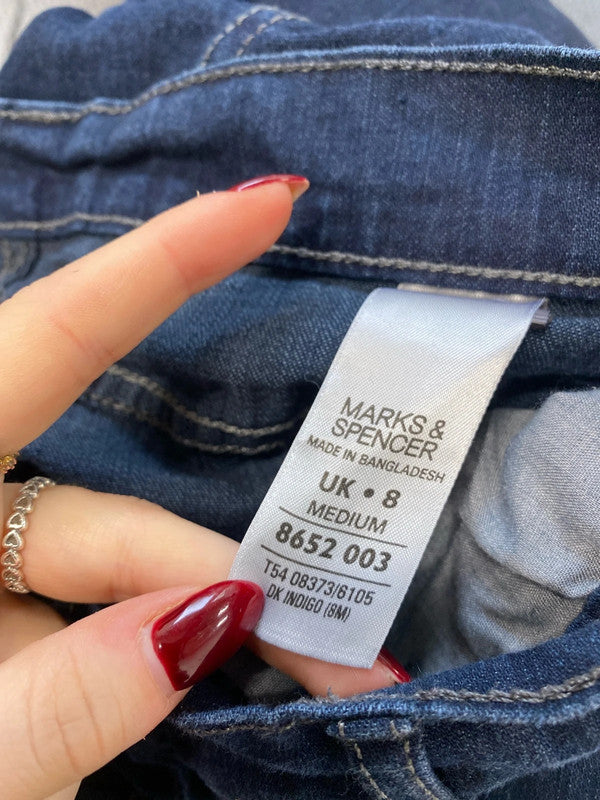 MARKS &
SPENCER
MADE IN BANGLADESH
UK • 8
MEDIUM
8652 003
T54 08373/6105
DK INDIGO (8M)